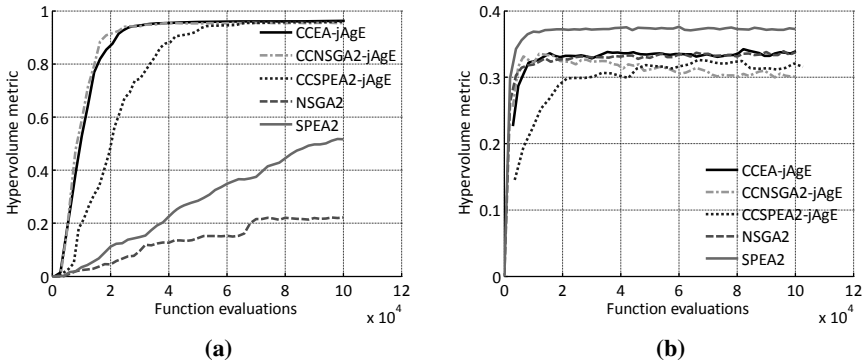 1
0.8
0.6
0.4
0.2
0
Hypervolume metric
CCEA-jAgE
CCNSGA2-jAgE
CCSPEA2-jAgE
NSGA2
SPEA2
0 2 4 6 8 10 12
Function evaluations
x 10^4
(a)
0.4
0.3
0.2
0.1
0
Hypervolume metric
CCEA-jAgE
CCNSGA2-jAgE
CCSPEA2-jAgE
NSGA2
SPEA2
0 2 4 6 8 10 12
Function evaluations
x 10^4
(b)